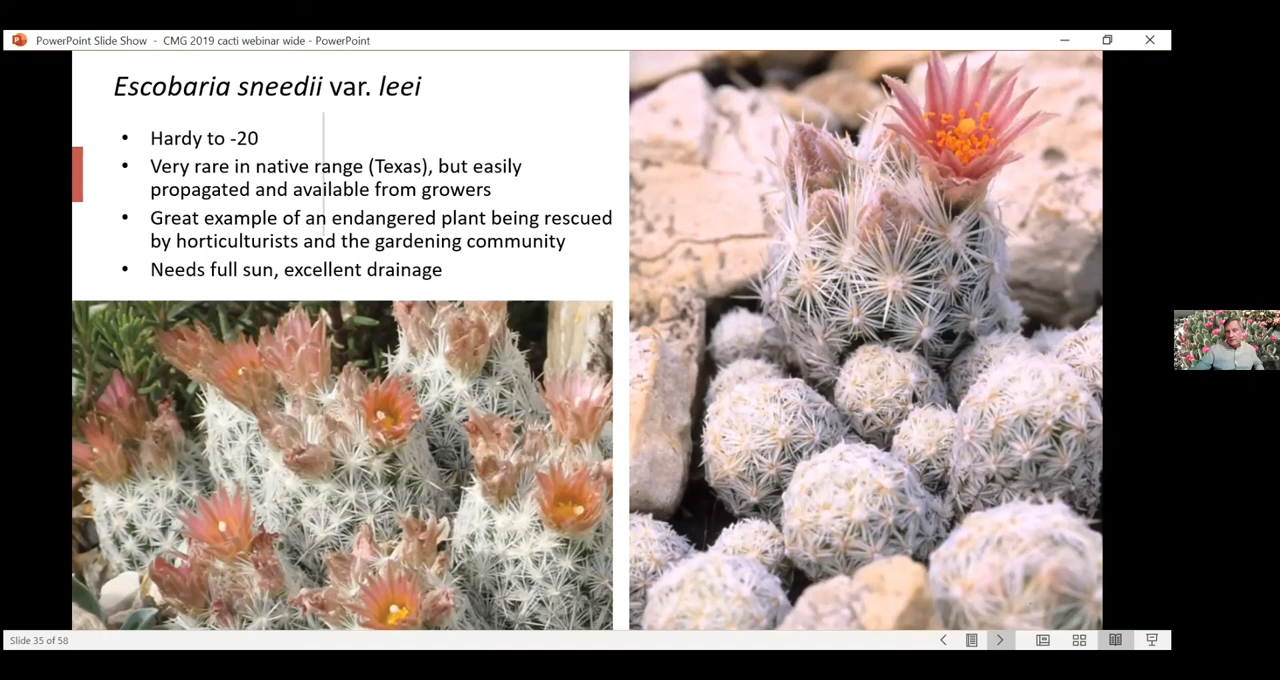 PowerPoint Slide Show - CMG 2019 cacti webinar wide - PowerPoint
Escobaria sneedii var. leei
• Hardy to -20
• Very rare in native range (Texas), but easily
propagated and available from growers
• Great example of an endangered plant being rescued
by horticulturists and the gardening community
• Needs full sun, excellent drainage
Slide 35 of 58